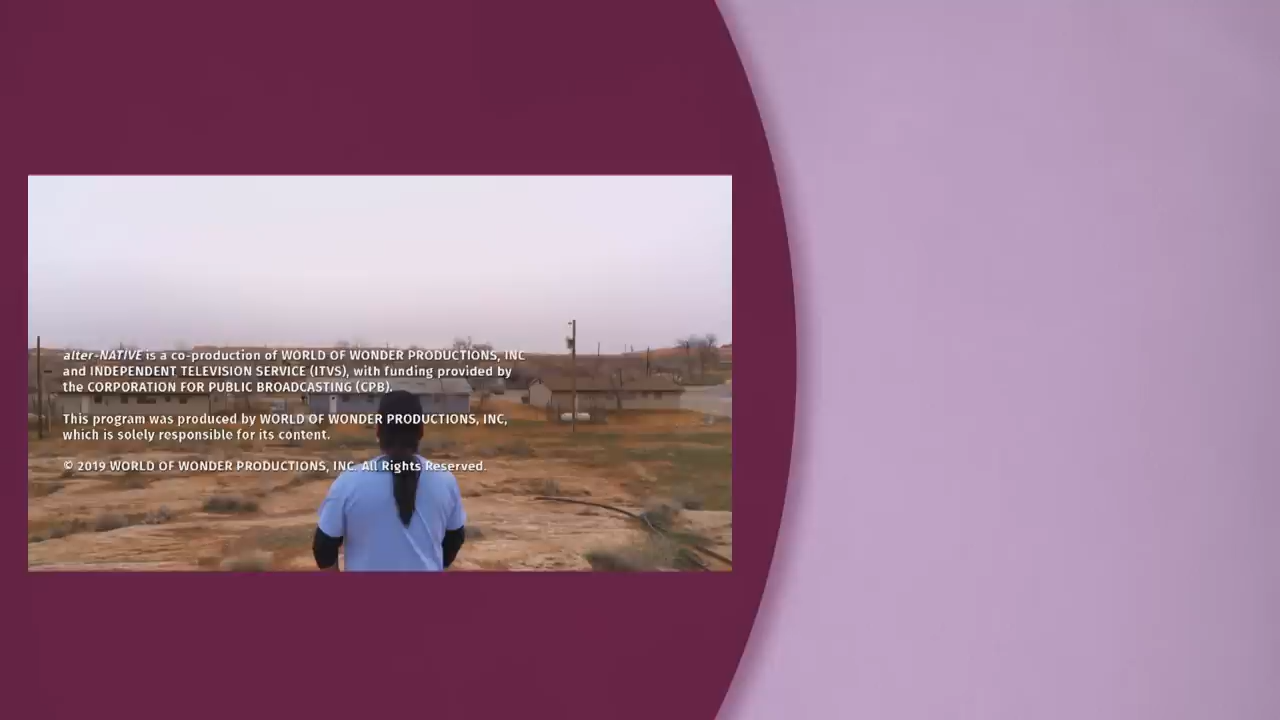 alter-NATIVE is a co-production of WORLD OF WONDER PRODUCTIONS, INC
and INDEPENDENT TELEVISION SERVICE (ITVS), with funding provided by
the CORPORATION FOR PUBLIC BROADCASTING (CPB).
This program was produced by WORLD OF WONDER PRODUCTIONS, INC,
which is solely responsible for its content.
© 2019 WORLD OF WONDER PRODUCTIONS, INC. All Rights Reserved.